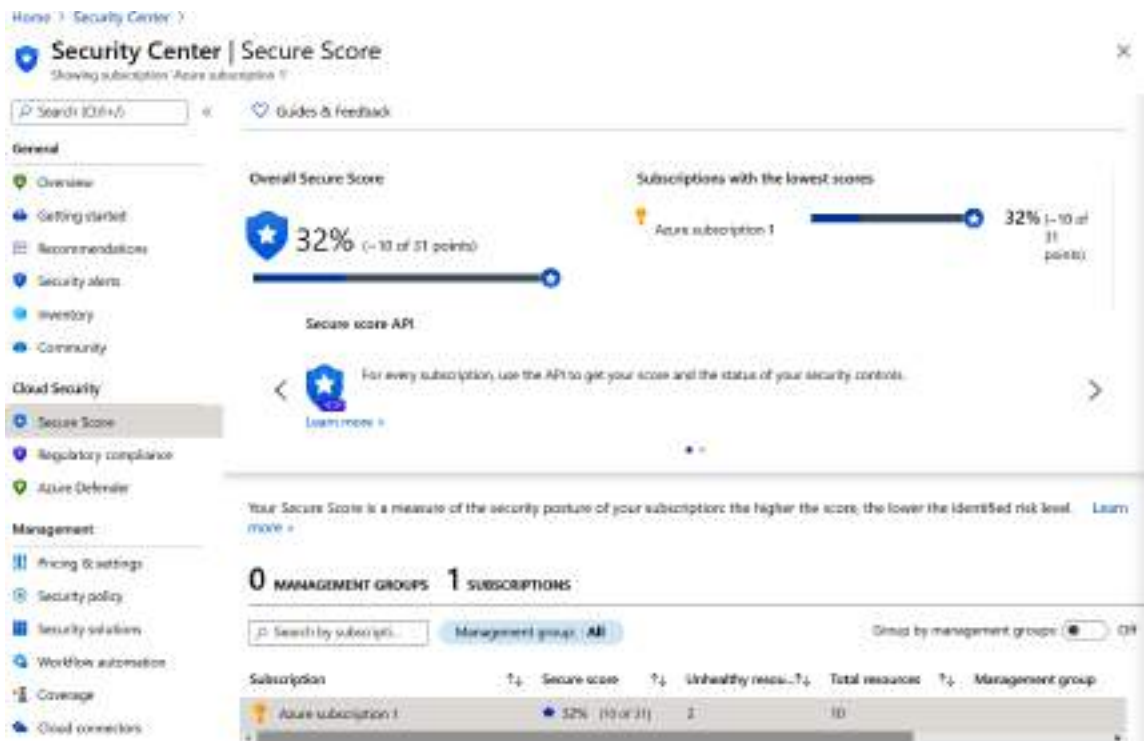 Home > Security Center >
Security Center | Secure Score
Showing subscription 'Azure subscription 1'
Search (Ctrl+/)
«
Guides & Feedback
General
Overview
Getting started
Recommendations
Security alerts
Inventory
Community
Cloud Security
Secure Score
Regulatory compliance
Azure Defender
Management
Pricing & settings
Security policy
Security solutions
Workflow automation
Coverage
Cloud connectors
Overall Secure Score
32% (~10 of 31 points)
Subscriptions with the lowest scores
Azure subscription 1
32% (~10 of
31
points)
Secure score API
For every subscription, use the API to get your score and the status of your security controls.
Learn more >
Your Secure Score is a measure of the security posture of your subscription: the higher the score, the lower the identified risk level. Learn
more >
0 MANAGEMENT GROUPS 1 SUBSCRIPTIONS
Search by subscripti...
Management group: All
Group by management groups: Off
Subscription ↑↓ Secure score ↑↓ Unhealthy resou... ↑↓ Total resources ↑↓ Management group
Azure subscription 1 32% (10 of 31) 2 10